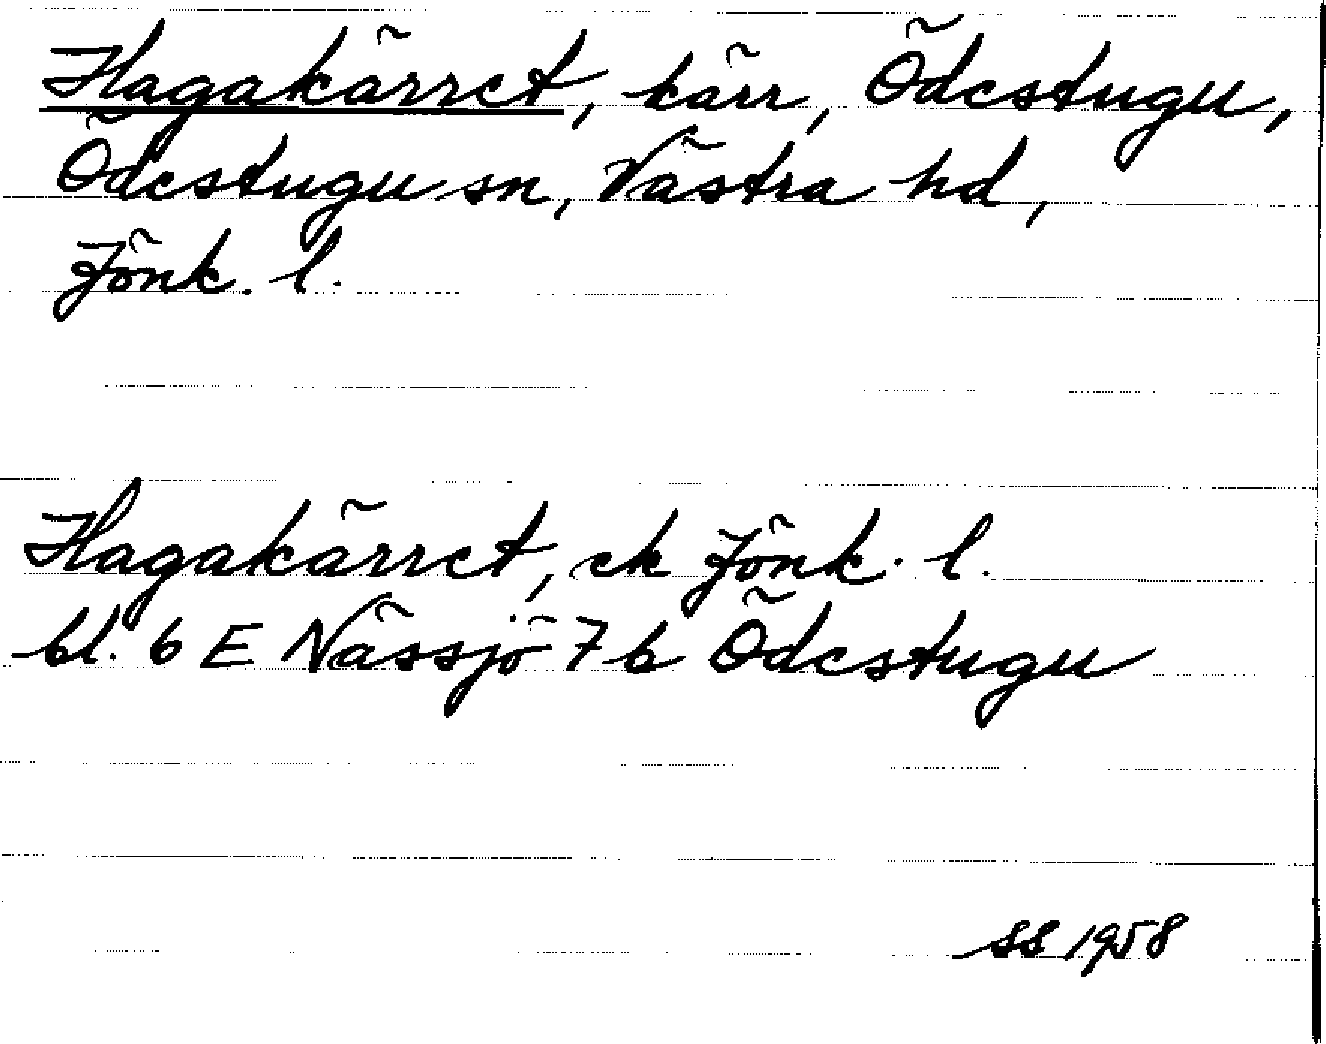 Hagakärret, kärr, Ödestugu,
Ödestugu sn, Västra hd,
Jönk. l.
Hagakärret, ek Jönk. l.
bl. 6 E Nässjö 7 b Ödestugu
SS 1958